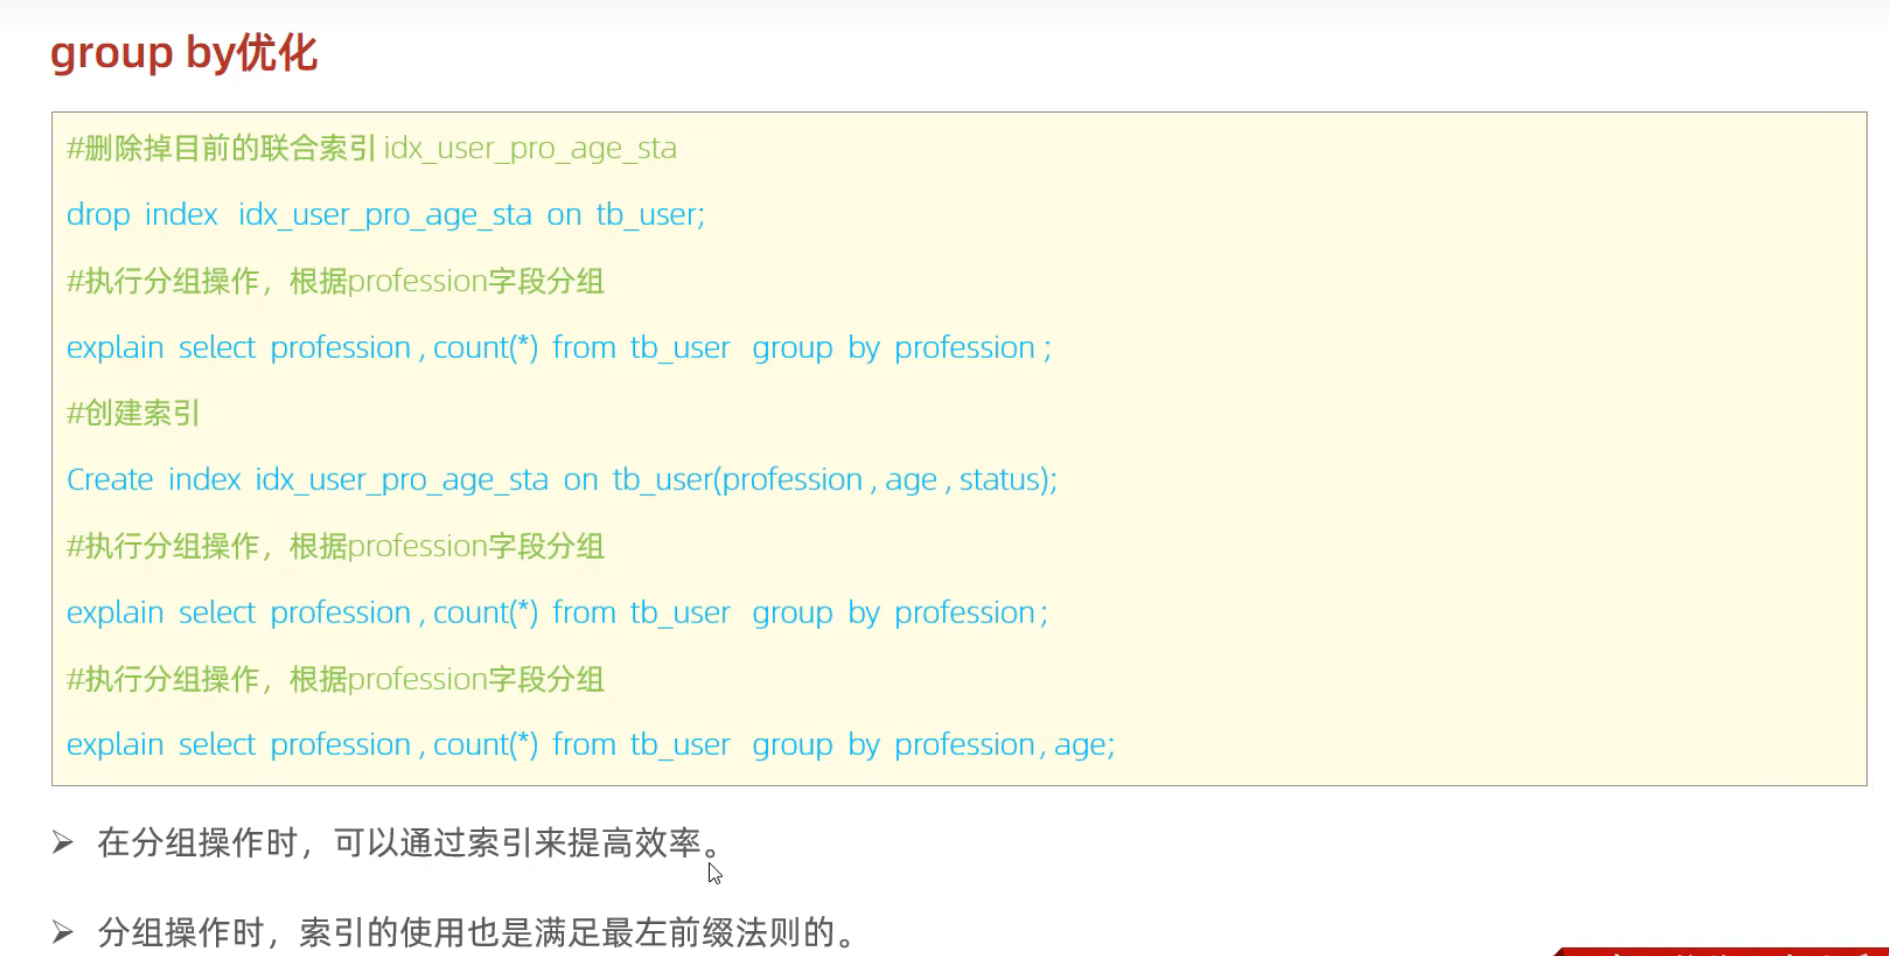 group by优化
#删除掉目前的联合索引 idx_user_pro_age_sta
drop index idx_user_pro_age_sta on tb_user;
#执行分组操作，根据profession字段分组
explain select profession , count(*) from tb_user group by profession ;
#创建索引
Create index idx_user_pro_age_sta on tb_user(profession , age , status);
#执行分组操作，根据profession字段分组
explain select profession , count(*) from tb_user group by profession ;
#执行分组操作，根据profession字段分组
explain select profession , count(*) from tb_user group by profession , age;
➢ 在分组操作时，可以通过索引来提高效率。
➢ 分组操作时，索引的使用也是满足最左前缀法则的。